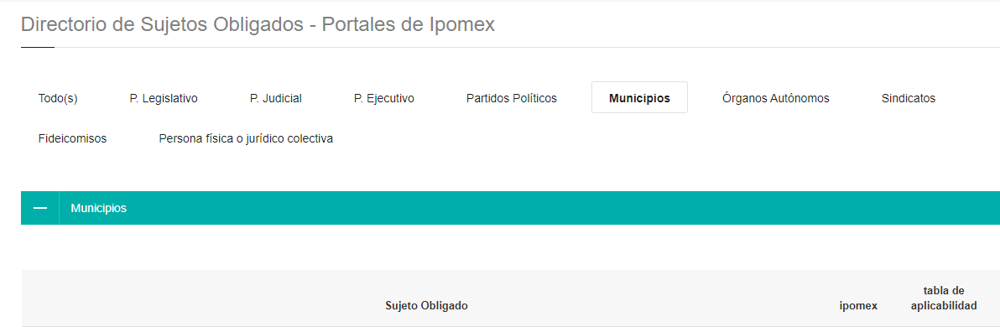 Directorio de Sujetos Obligados - Portales de Ipomex
Todo(s) P. Legislativo P. Judicial P. Ejecutivo Partidos Políticos Municipios Órganos Autónomos Sindicatos
Fideicomisos Persona física o jurídico colectiva
Municipios
Sujeto Obligado ipomex tabla de
aplicabilidad